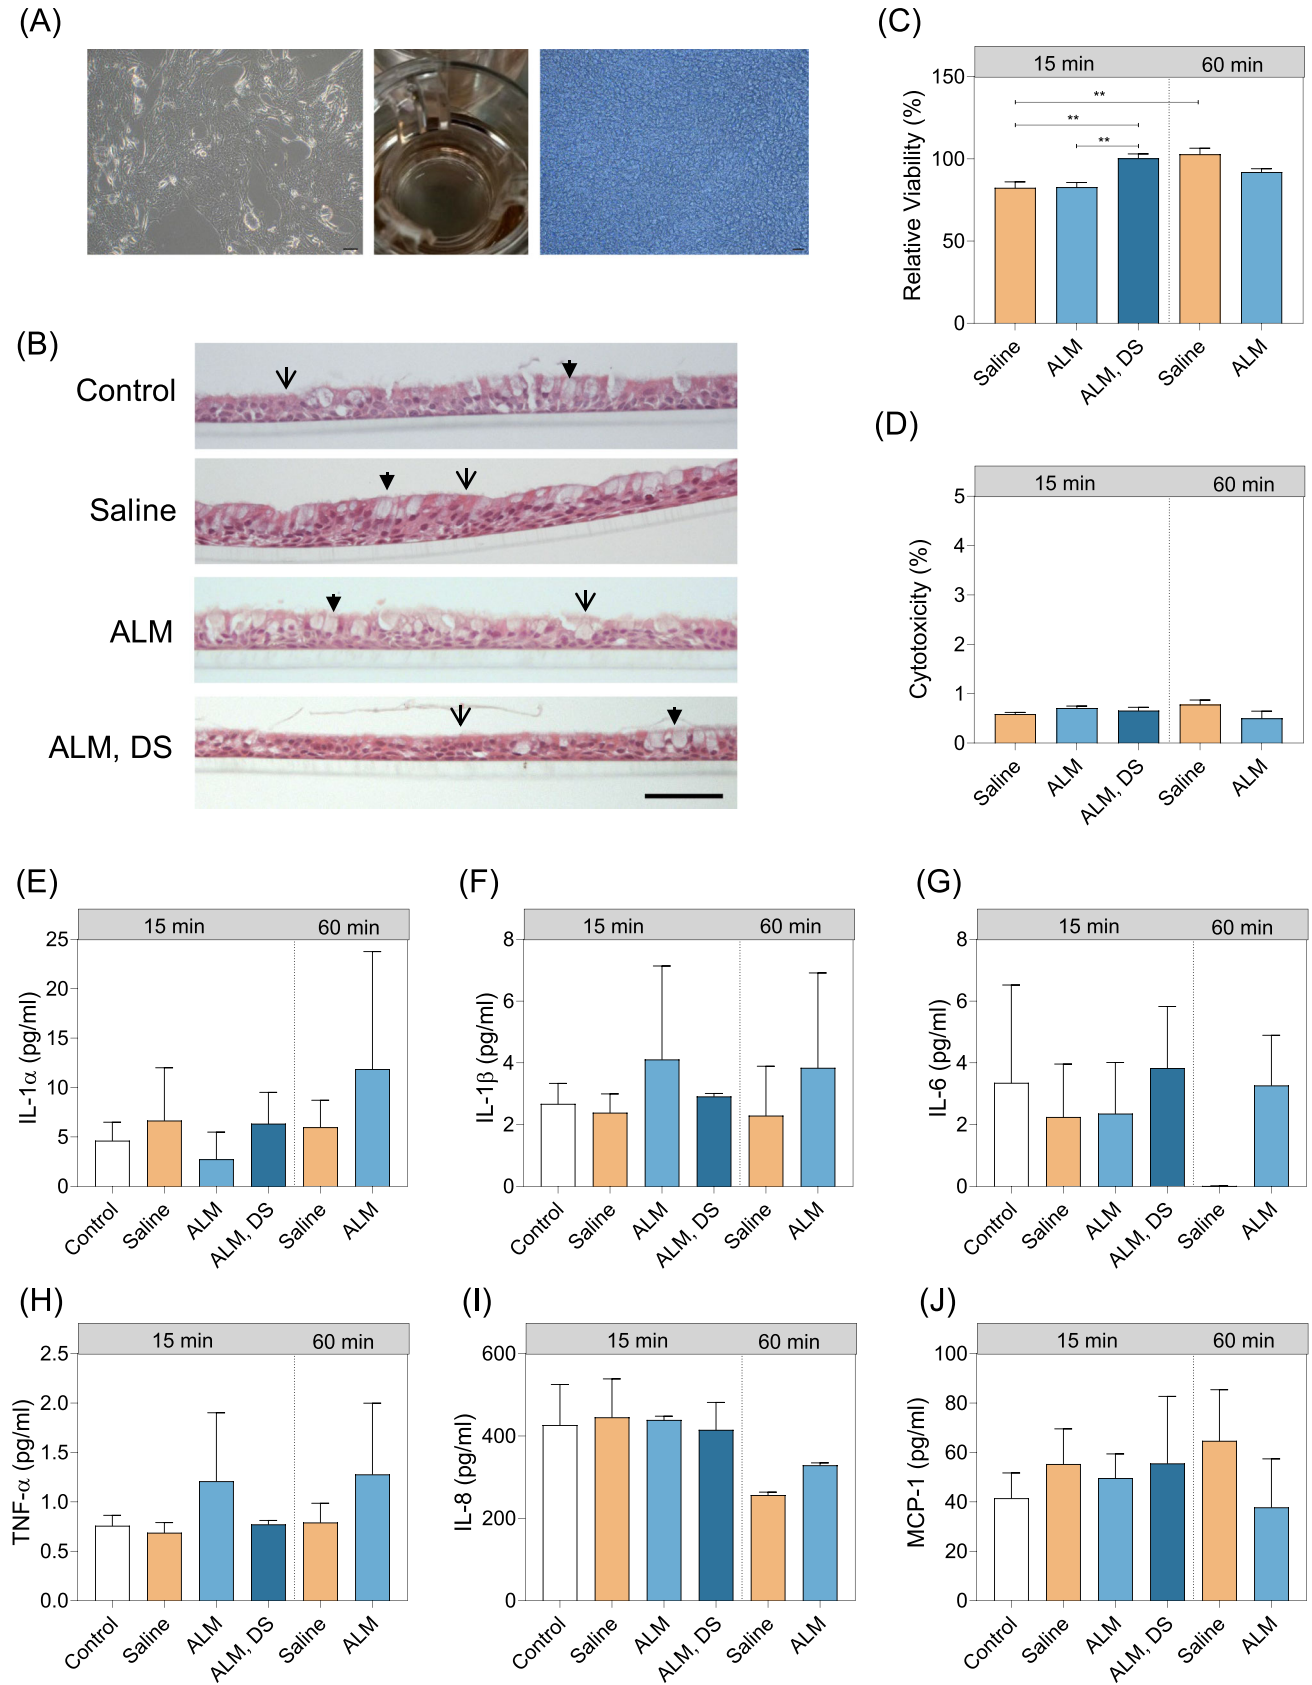 (A)
(B)
Control
Saline
ALM
ALM, DS
(C)
15 min 60 min
Relative Viability (%)
150
100
50
0
**
**
**
Saline ALM ALM, DS Saline ALM
(D)
15 min 60 min
Cytotoxicity (%)
5
4
3
2
1
0
Saline ALM ALM, DS Saline ALM
(E)
15 min 60 min
IL-1α (pg/ml)
25
20
15
10
5
0
Control Saline ALM ALM, DS Saline ALM
(F)
15 min 60 min
IL-1β (pg/ml)
8
6
4
2
0
Control Saline ALM ALM, DS Saline ALM
(G)
15 min 60 min
IL-6 (pg/ml)
8
6
4
2
0
Control Saline ALM ALM, DS Saline ALM
(H)
15 min 60 min
TNF-α (pg/ml)
2.5
2.0
1.5
1.0
0.5
0.0
Control Saline ALM ALM, DS Saline ALM
(I)
15 min 60 min
IL-8 (pg/ml)
600
400
200
0
Control Saline ALM ALM, DS Saline ALM
(J)
15 min 60 min
MCP-1 (pg/ml)
100
80
60
40
20
0
Control Saline ALM ALM, DS Saline ALM